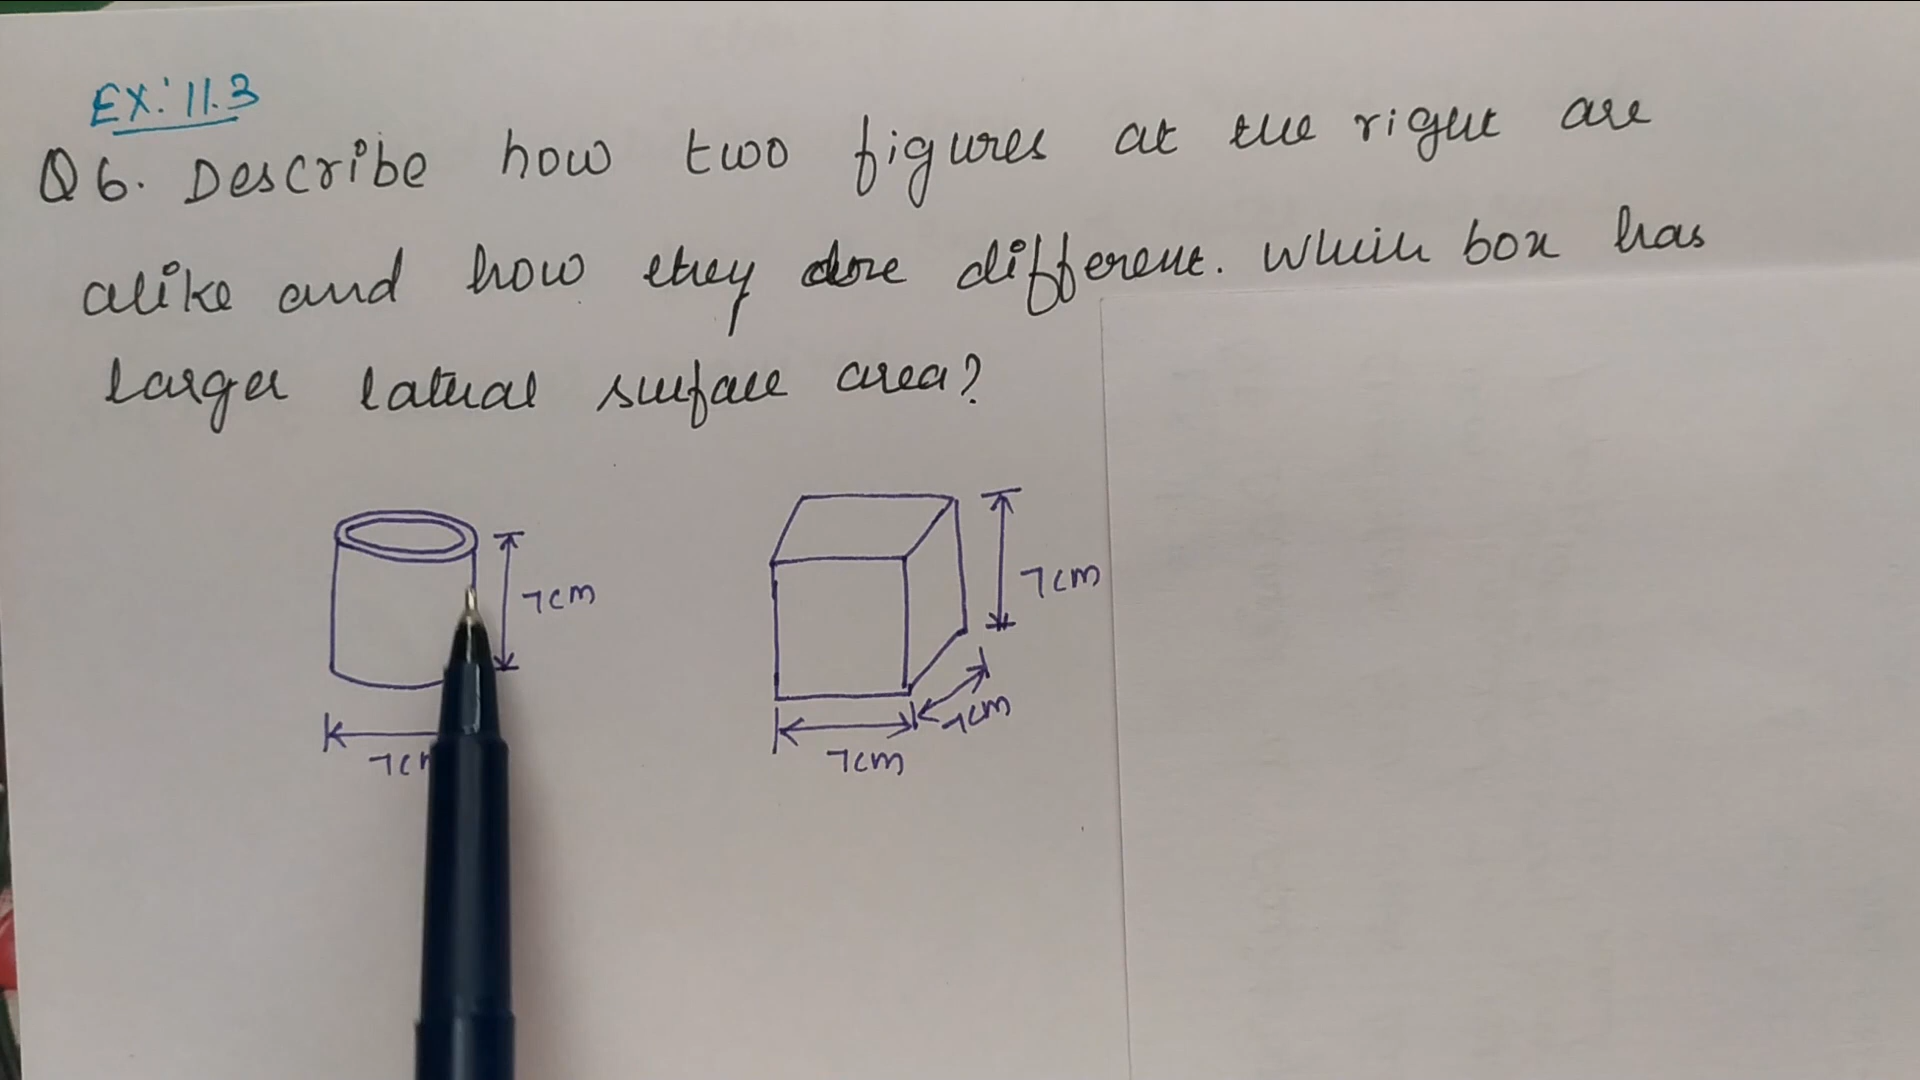 Ex: 11.3
Q6. Describe how two figures at the right are
alike and how they are different. Which box has
larger lateral surface area?
7cm
7cm
7cm
7cm
7cm